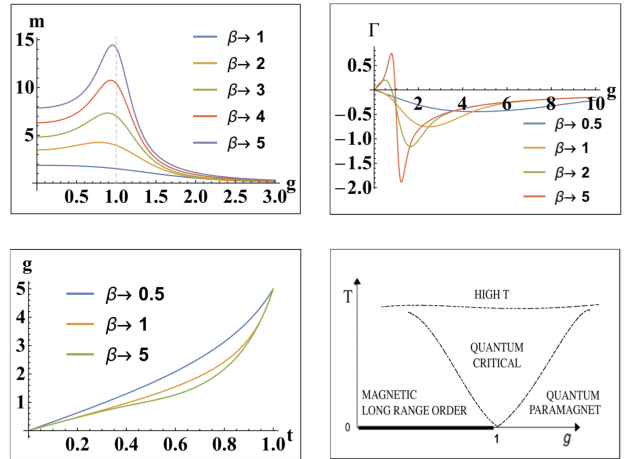 m
15
10
5
0.5 1.0 1.5 2.0 2.5 3.0 g
β→ 1
β→ 2
β→ 3
β→ 4
β→ 5
Γ
0.5
2 4 6 8 10 g
−0.5
−1.0
−1.5
−2.0
β→ 0.5
β→ 1
β→ 2
β→ 5
g
5
4
3
2
1
0
0.2 0.4 0.6 0.8 1.0 t
β→ 0.5
β→ 1
β→ 5
T
HIGH T
QUANTUM
CRITICAL
MAGNETIC
LONG RANGE ORDER
QUANTUM
PARAMAGNET
0
1
g